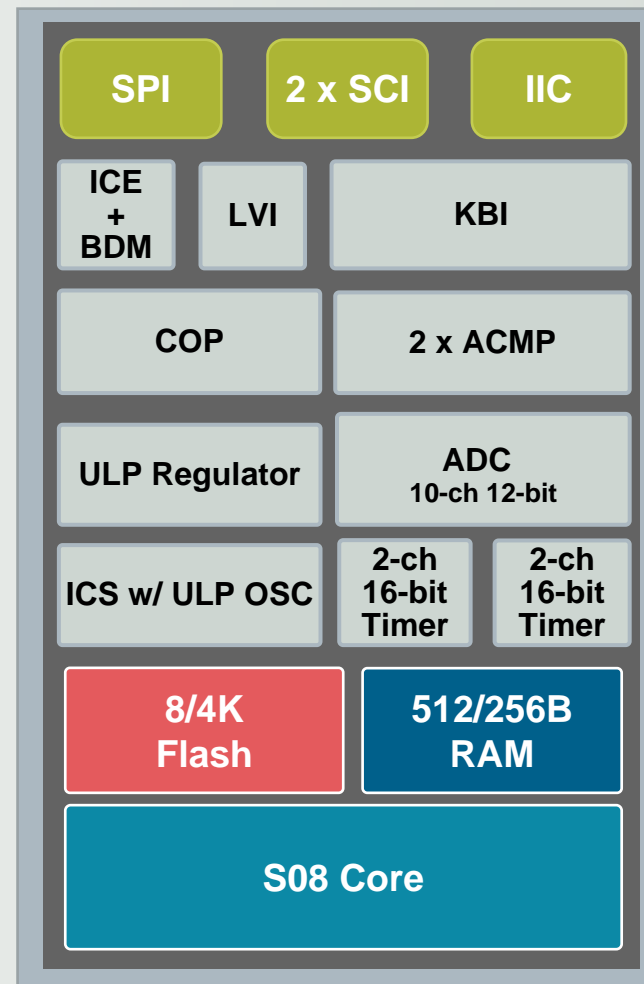 SPI
2 x SCI
IIC
ICE
+
BDM
LVI
KBI
COP
2 x ACMP
ULP Regulator
ADC
10-ch 12-bit
ICS w/ ULP OSC
2-ch
16-bit
Timer
2-ch
16-bit
Timer
8/4K
Flash
512/256B
RAM
S08 Core